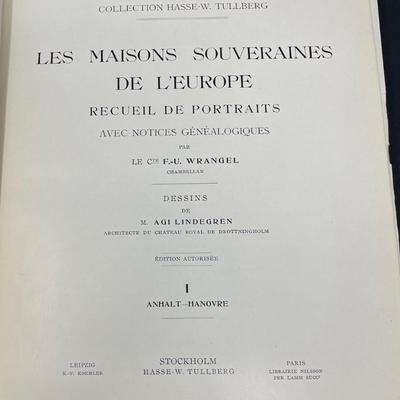 COLLECTION HASSE-W. TULLBERG
LES MAISONS SOUVERAINES
DE L'EUROPE
RECUEIL DE PORTRAITS
AVEC NOTICES GÉNÉALOGIQUES
PAR
LE CTE F.-U. WRANGEL
CHAMBELLAN
DESSINS
DE
M. AGI LINDEGREN
ARCHITECTE DU CHÂTEAU ROYAL DE DROTTNINGHOLM
ÉDITION AUTORISÉE
I
ANHALT—HANOVRE
LEIPZIG
K.-F. KOEHLER
STOCKHOLM
HASSE-W. TULLBERG
PARIS
LIBRAIRIE NILSSON
PER LAMM SUCCR